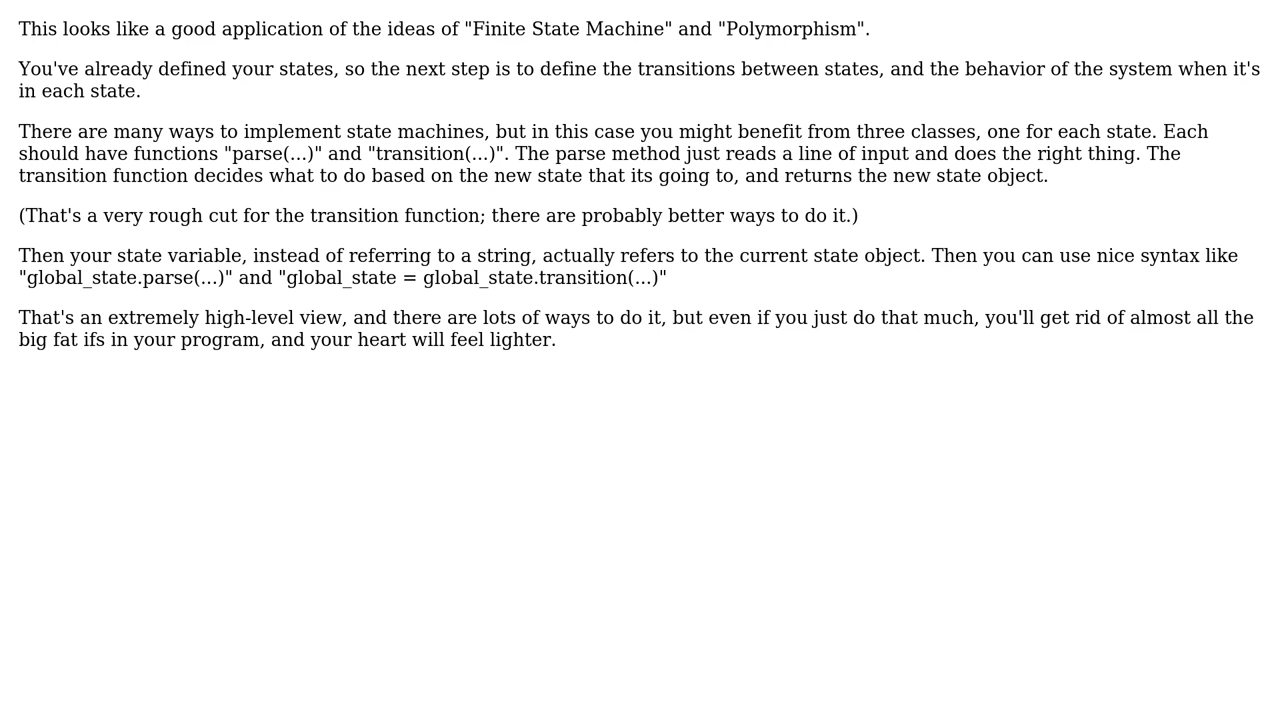 This looks like a good application of the ideas of "Finite State Machine" and "Polymorphism".
You've already defined your states, so the next step is to define the transitions between states, and the behavior of the system when it's
in each state.
There are many ways to implement state machines, but in this case you might benefit from three classes, one for each state. Each
should have functions "parse(...)" and "transition(...)". The parse method just reads a line of input and does the right thing. The
transition function decides what to do based on the new state that its going to, and returns the new state object.
(That's a very rough cut for the transition function; there are probably better ways to do it.)
Then your state variable, instead of referring to a string, actually refers to the current state object. Then you can use nice syntax like
"global_state.parse(...)" and "global_state = global_state.transition(...)"
That's an extremely high-level view, and there are lots of ways to do it, but even if you just do that much, you'll get rid of almost all the
big fat ifs in your program, and your heart will feel lighter.